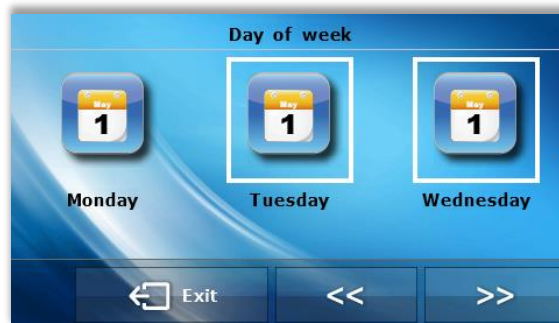 Day of week
May
1
May
1
May
1
Monday
Tuesday
Wednesday
Exit
<<
>>